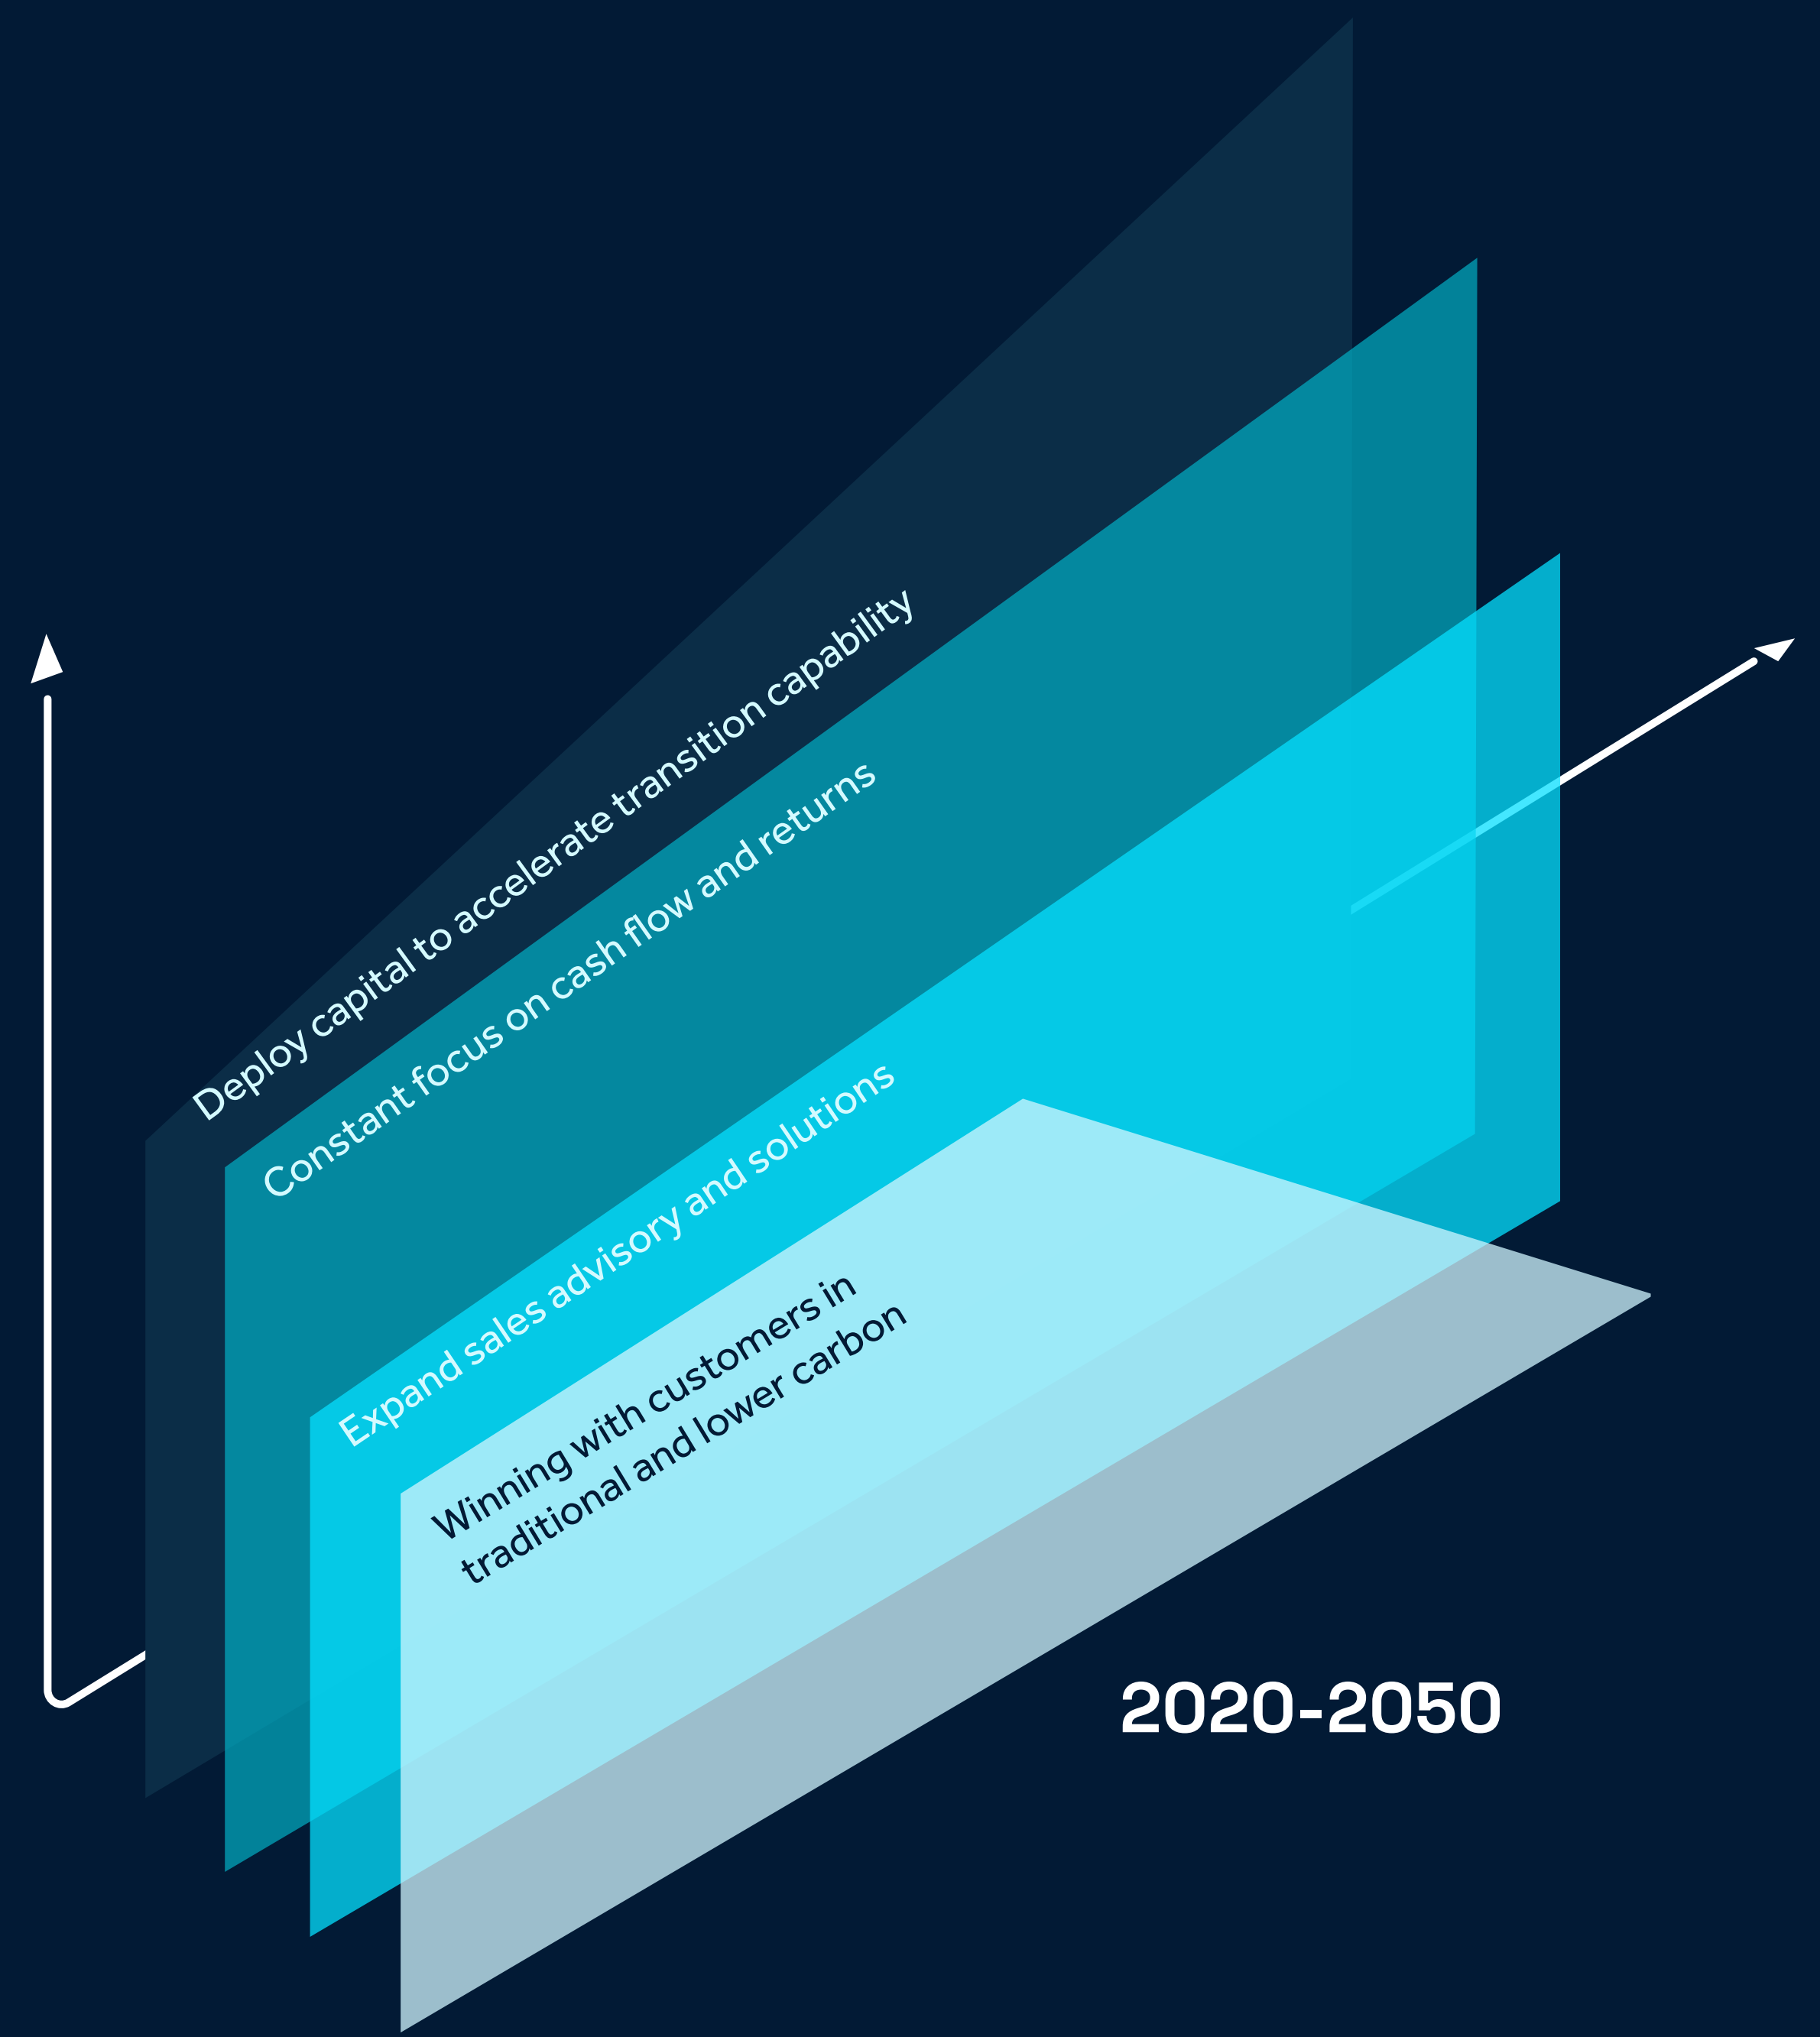 Deploy capital to accelerate transition capability
Constant focus on cash flow and returns
Expand sales advisory and solutions
Winning with customers in
traditional and lower carbon
2020-2050